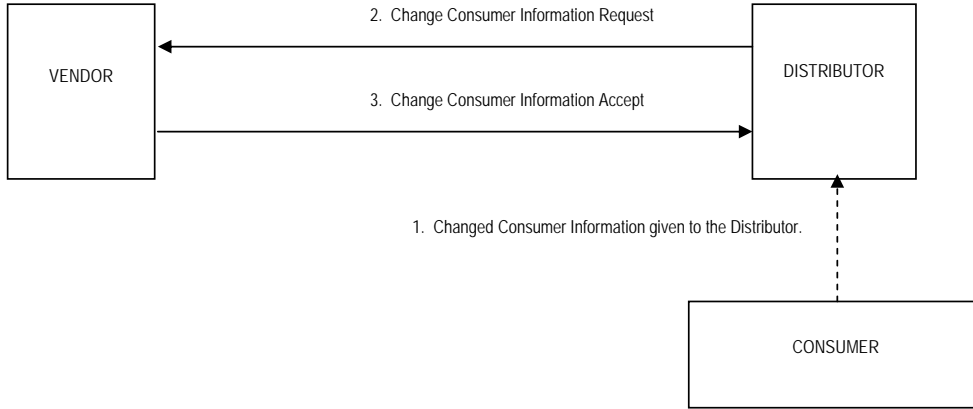 2. Change Consumer Information Request
VENDOR
DISTRIBUTOR
3. Change Consumer Information Accept
1. Changed Consumer Information given to the Distributor.
CONSUMER